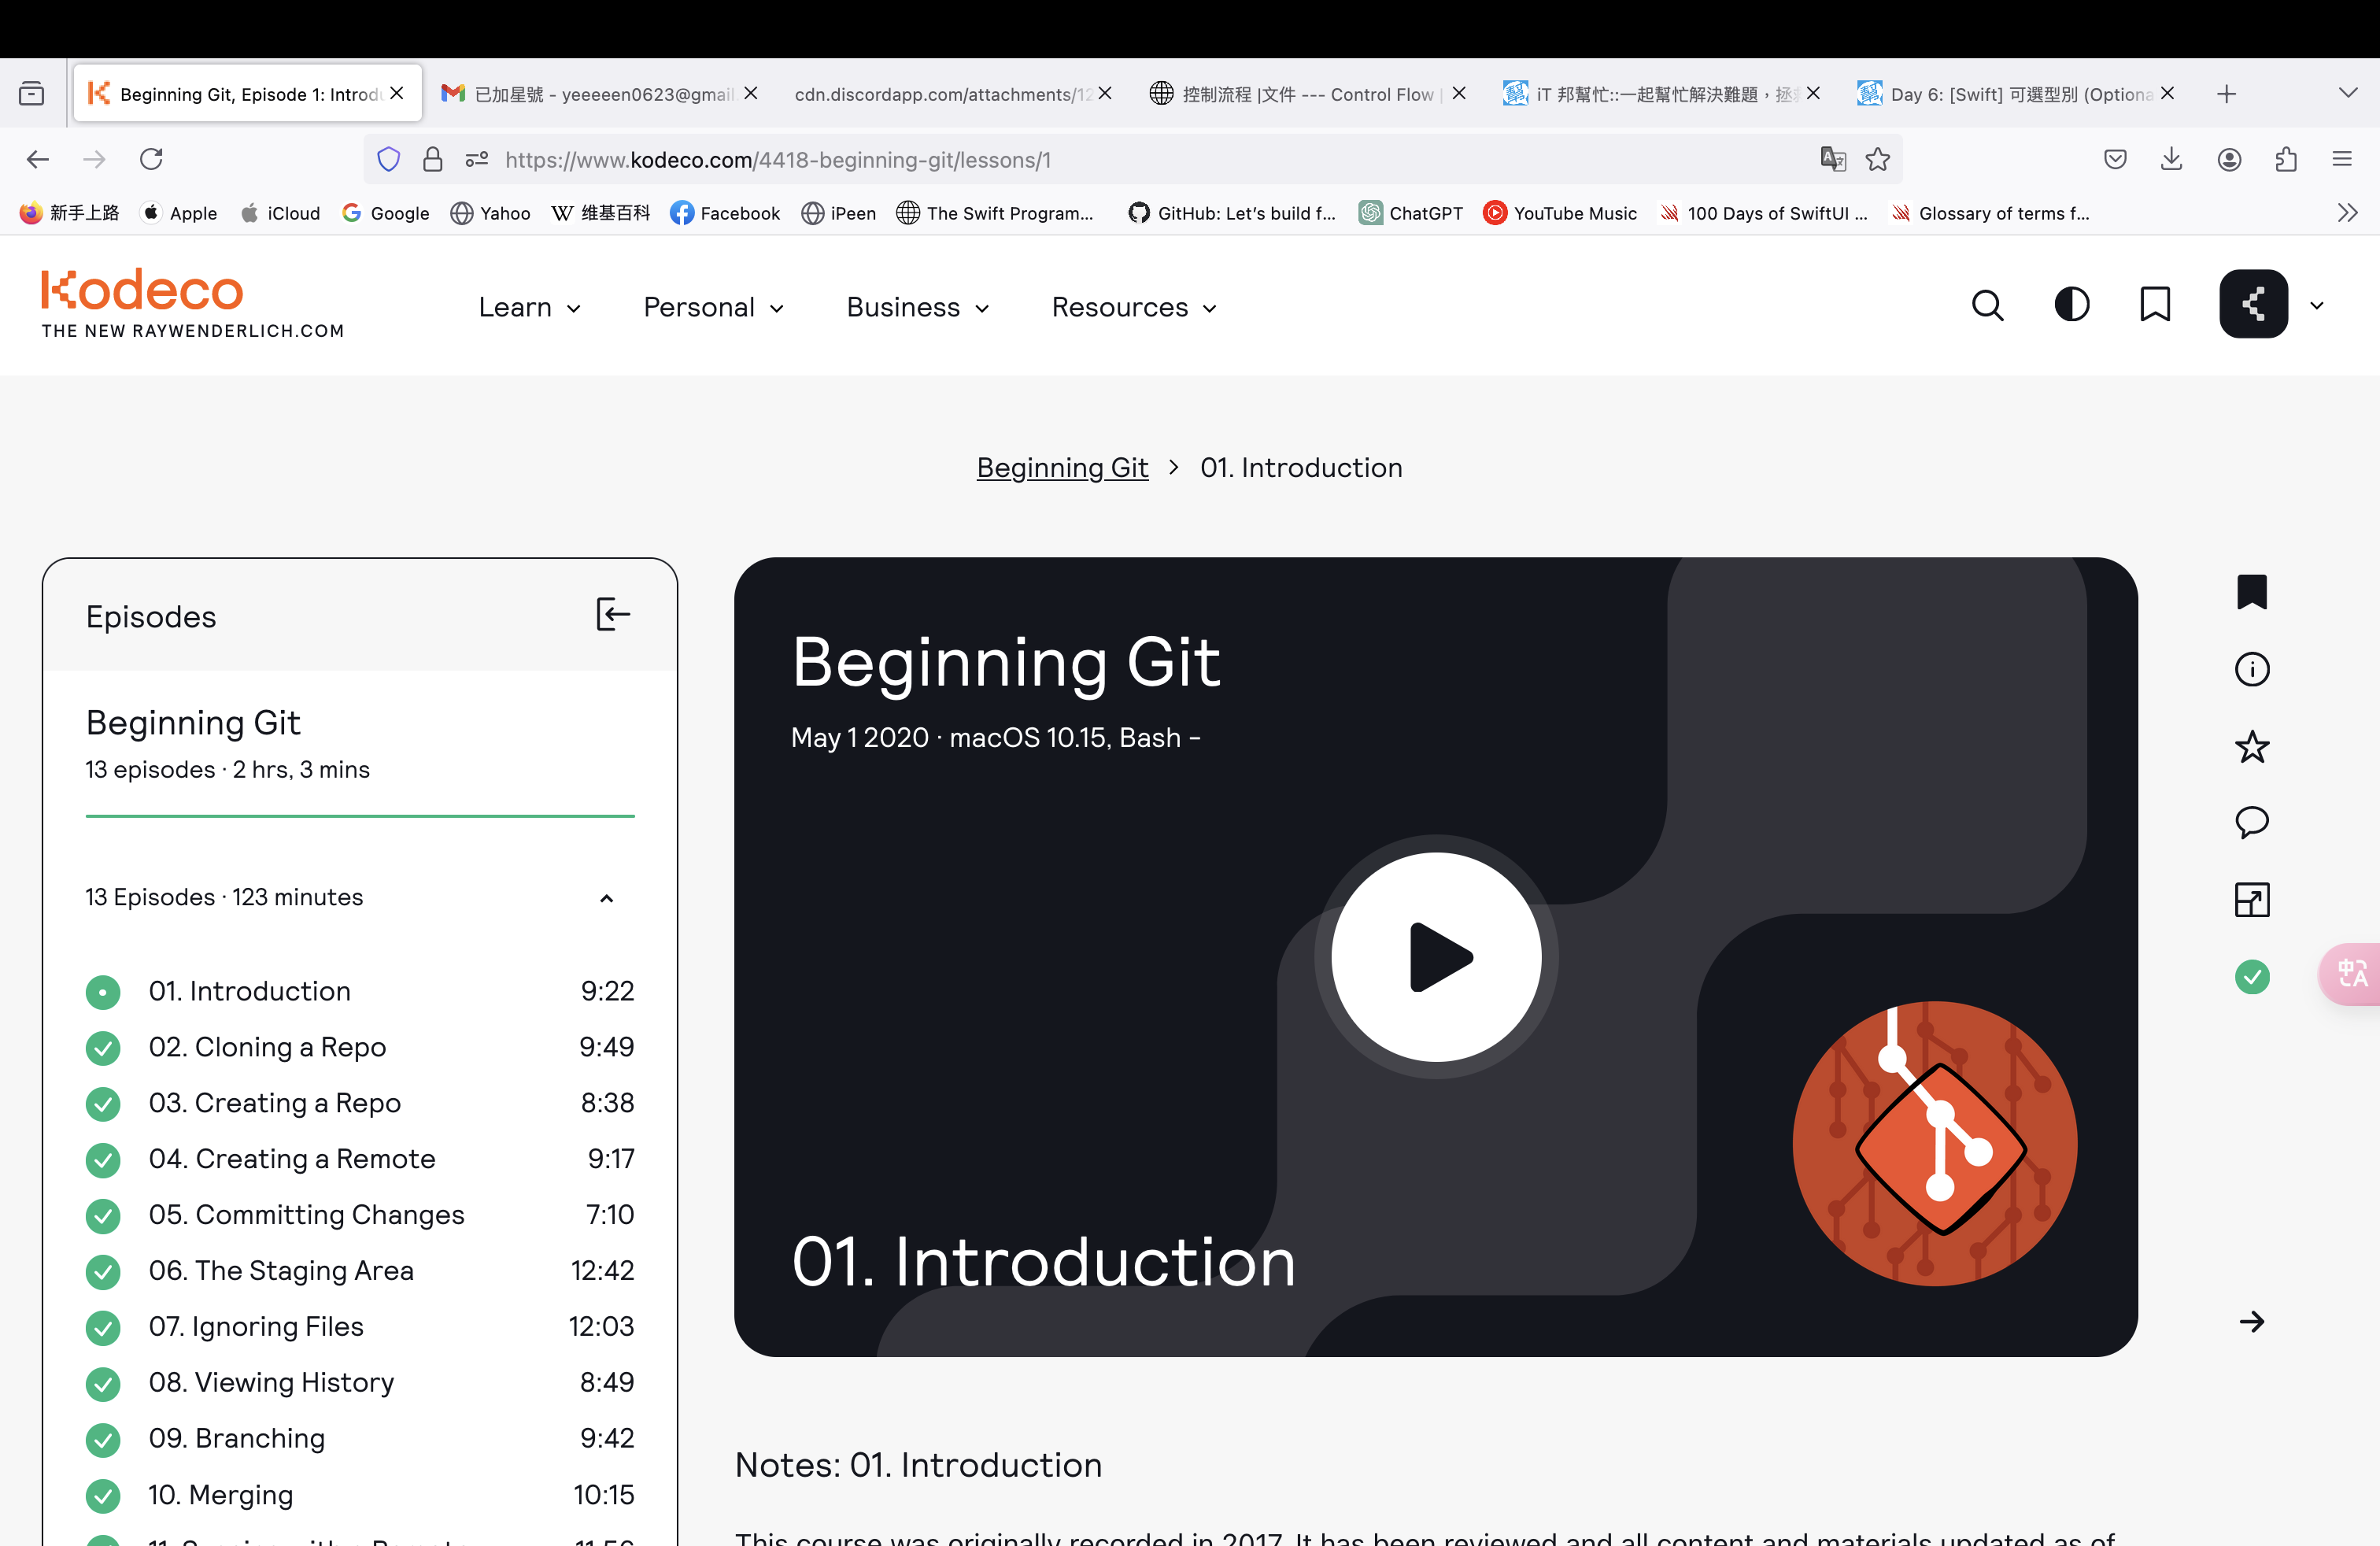 Beginning Git, Episode 1: Introdu
已加星號 - yeeeeen0623@gmail.
cdn.discordapp.com/attachments/12
控制流程 |文件 --- Control Flow |
iT 邦幫忙::一起幫忙解決難題，拯
Day 6: [Swift] 可選型別 (Optiona
https://www.kodeco.com/4418-beginning-git/lessons/1
新手上路
Apple
iCloud
Google
Yahoo
維基百科
Facebook
iPeen
The Swift Program...
GitHub: Let's build f...
ChatGPT
YouTube Music
100 Days of SwiftUI ...
Glossary of terms f...
Kodeco
THE NEW RAYWENDERLICH.COM
Learn
Personal
Business
Resources
Beginning Git > 01. Introduction
Episodes
Beginning Git
13 episodes · 2 hrs, 3 mins
13 Episodes · 123 minutes
01. Introduction 9:22
02. Cloning a Repo 9:49
03. Creating a Repo 8:38
04. Creating a Remote 9:17
05. Committing Changes 7:10
06. The Staging Area 12:42
07. Ignoring Files 12:03
08. Viewing History 8:49
09. Branching 9:42
10. Merging 10:15
Beginning Git
May 1 2020 · macOS 10.15, Bash -
01. Introduction
Notes: 01. Introduction
This course was originally recorded in 2017. It has been reviewed and all content and materials updated as of